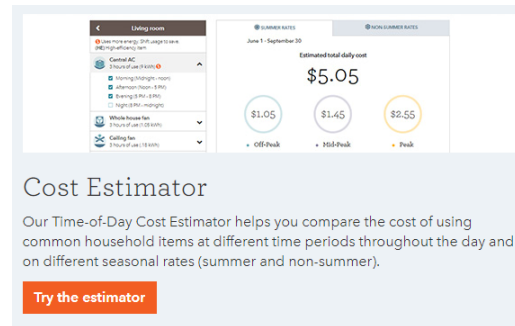 Living room
SUMMER RATES
NON-SUMMER RATES
Uses more energy. Shift usage to save.
(HE) High-efficiency item
June 1 - September 30
Central AC
3 hours of use (9 kWh)
Morning (Midnight - noon)
Afternoon (Noon - 5 PM)
Evening (5 PM - 8 PM)
Night (8 PM - midnight)
Whole house fan
3 hours of use (1.05 kWh)
Ceiling fan
3 hours of use (.15 kWh)
Estimated total daily cost
$5.05
$1.05
$1.45
$2.55
Off-Peak
Mid-Peak
Peak
Cost Estimator
Our Time-of-Day Cost Estimator helps you compare the cost of using
common household items at different time periods throughout the day and
on different seasonal rates (summer and non-summer).
Try the estimator